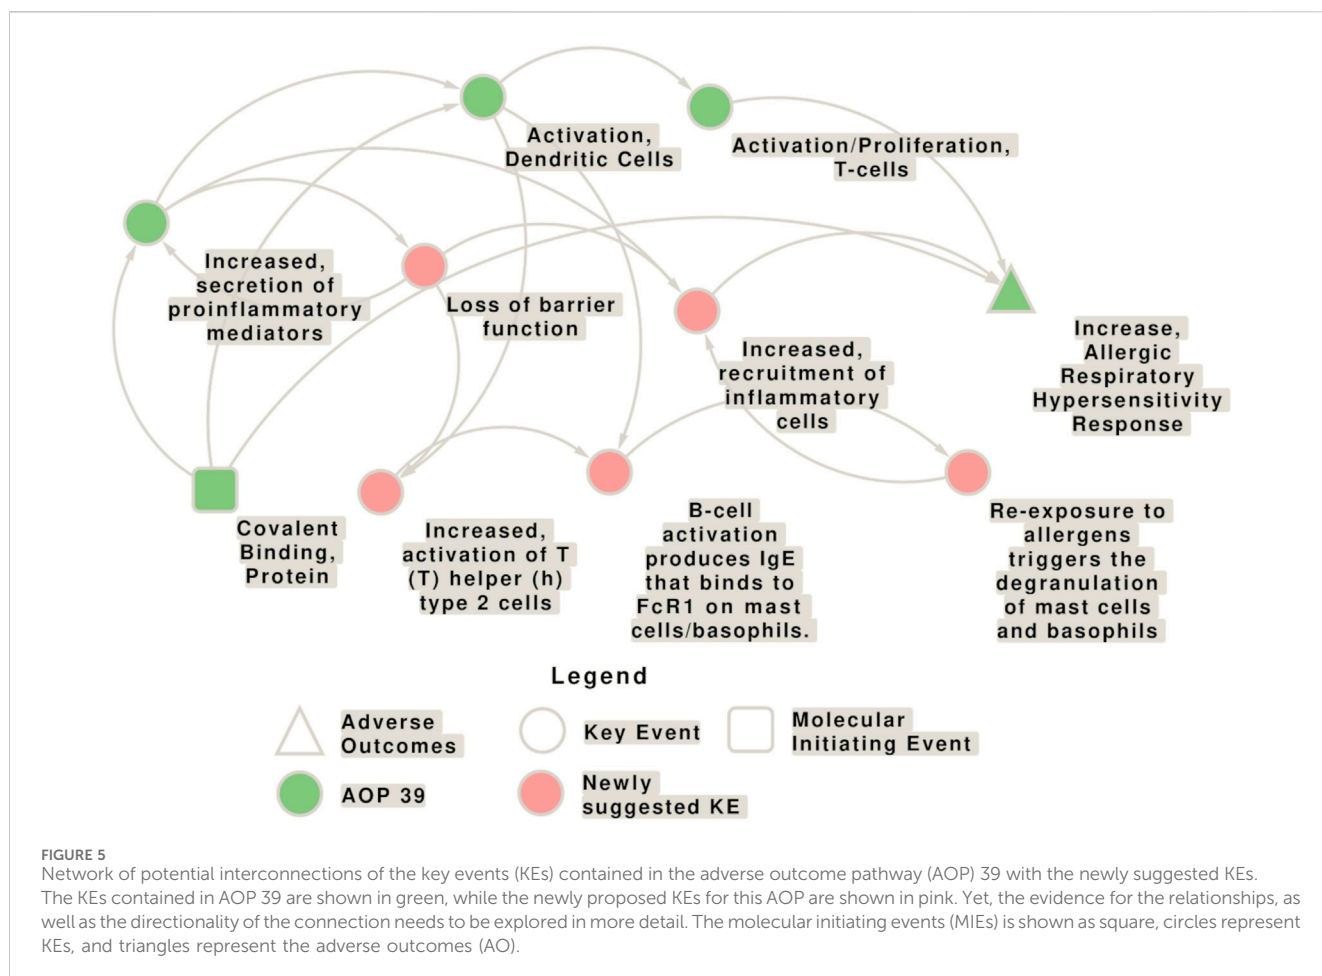 Activation,
Dendritic Cells
Activation/Proliferation,
T-cells
Increased,
secretion of
proinflammatory
mediators
Loss of barrier
function
Increased,
recruitment of
inflammatory
cells
Increase,
Allergic
Respiratory
Hypersensitivity
Response
Covalent
Binding,
Protein
Increased,
activation of T
(T) helper (h)
type 2 cells
B-cell
activation
produces IgE
that binds to
FcR1 on mast
cells/basophils.
Re-exposure to
allergens
triggers the
degranulation
of mast cells
and basophils
Legend
Adverse
Outcomes
Key Event
Molecular
Initiating Event
AOP 39
Newly
suggested KE
FIGURE 5
Network of potential interconnections of the key events (KEs) contained in the adverse outcome pathway (AOP) 39 with the newly suggested KEs.
The KEs contained in AOP 39 are shown in green, while the newly proposed KEs for this AOP are shown in pink. Yet, the evidence for the relationships, as
well as the directionality of the connection needs to be explored in more detail. The molecular initiating events (MIEs) is shown as square, circles represent
KEs, and triangles represent the adverse outcomes (AO).